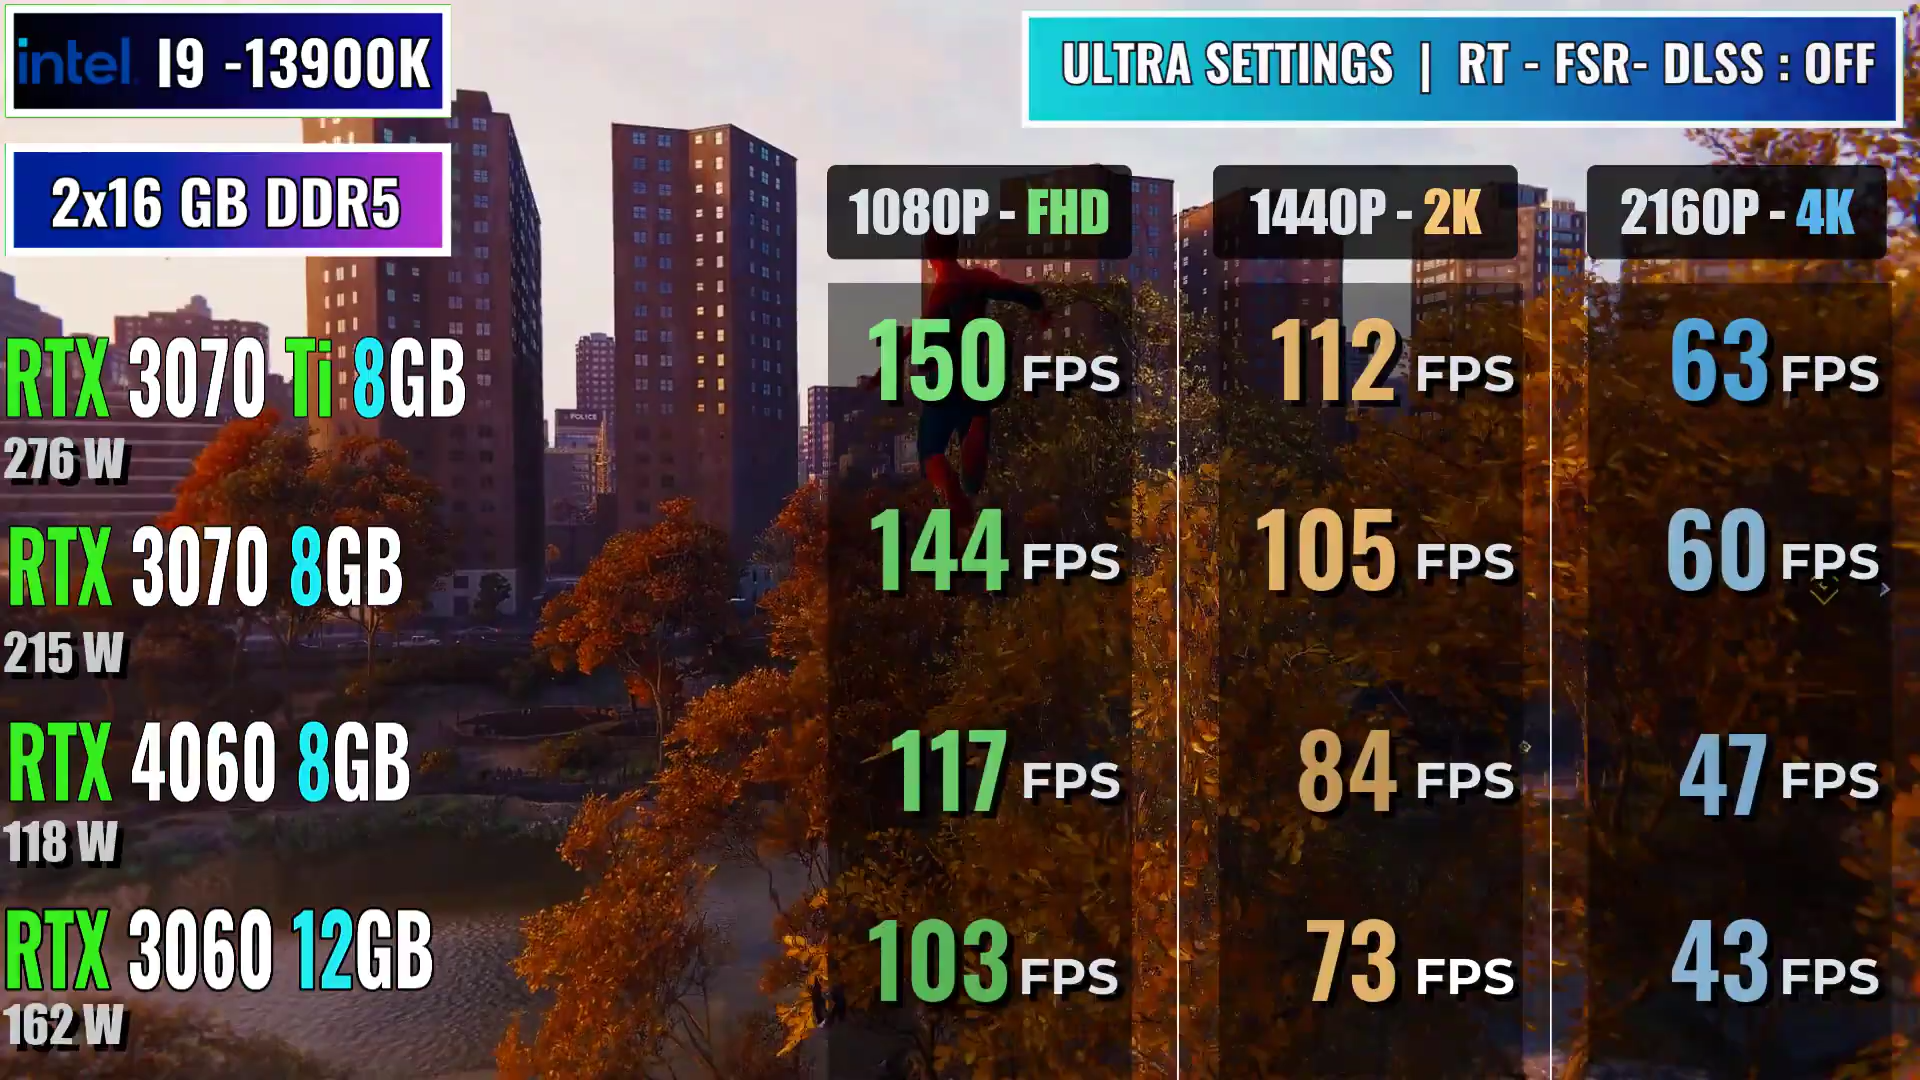 intel I9 -13900K
ULTRA SETTINGS | RT - FSR- DLSS : OFF
2x16 GB DDR5
1080P - FHD
1440P - 2K
2160P - 4K
RTX 3070 Ti 8GB
276 W
150 FPS
112 FPS
63 FPS
RTX 3070 8GB
215 W
144 FPS
105 FPS
60 FPS
RTX 4060 8GB
118 W
117 FPS
84 FPS
47 FPS
RTX 3060 12GB
162 W
103 FPS
73 FPS
43 FPS
POLICE